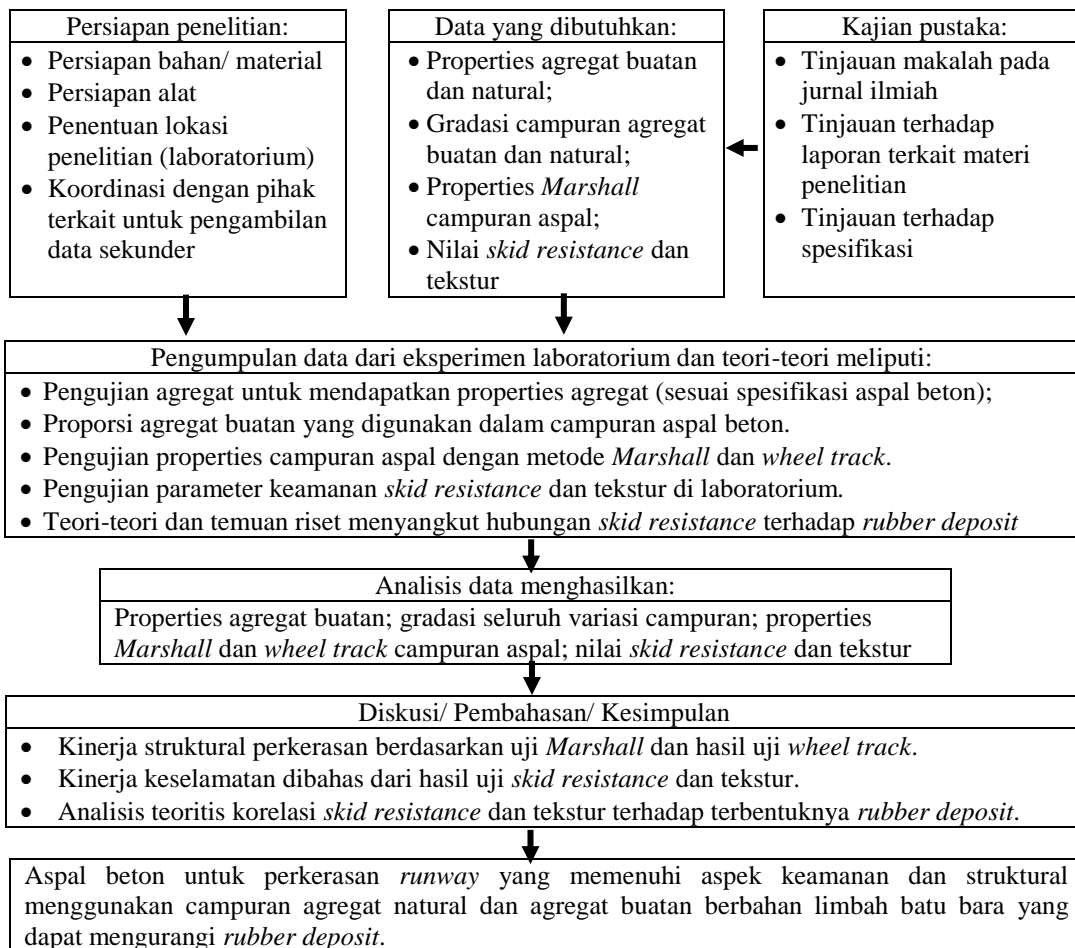 Persiapan penelitian:
• Persiapan bahan/ material
• Persiapan alat
• Penentuan lokasi
penelitian (laboratorium)
• Koordinasi dengan pihak
terkait untuk pengambilan
data sekunder
Data yang dibutuhkan:
• Properties agregat buatan
dan natural;
• Gradasi campuran agregat
buatan dan natural;
• Properties Marshall
campuran aspal;
• Nilai skid resistance dan
tekstur
Kajian pustaka:
• Tinjauan makalah pada
jurnal ilmiah
• Tinjauan terhadap
laporan terkait materi
penelitian
• Tinjauan terhadap
spesifikasi
Pengumpulan data dari eksperimen laboratorium dan teori-teori meliputi:
• Pengujian agregat untuk mendapatkan properties agregat (sesuai spesifikasi aspal beton);
• Proporsi agregat buatan yang digunakan dalam campuran aspal beton.
• Pengujian properties campuran aspal dengan metode Marshall dan wheel track.
• Pengujian parameter keamanan skid resistance dan tekstur di laboratorium.
• Teori-teori dan temuan riset menyangkut hubungan skid resistance terhadap rubber deposit
Analisis data menghasilkan:
Properties agregat buatan; gradasi seluruh variasi campuran; properties
Marshall dan wheel track campuran aspal; nilai skid resistance dan tekstur
Diskusi/ Pembahasan/ Kesimpulan
• Kinerja struktural perkerasan berdasarkan uji Marshall dan hasil uji wheel track.
• Kinerja keselamatan dibahas dari hasil uji skid resistance dan tekstur.
• Analisis teoritis korelasi skid resistance dan tekstur terhadap terbentuknya rubber deposit.
Aspal beton untuk perkerasan runway yang memenuhi aspek keamanan dan struktural
menggunakan campuran agregat natural dan agregat buatan berbahan limbah batu bara yang
dapat mengurangi rubber deposit.